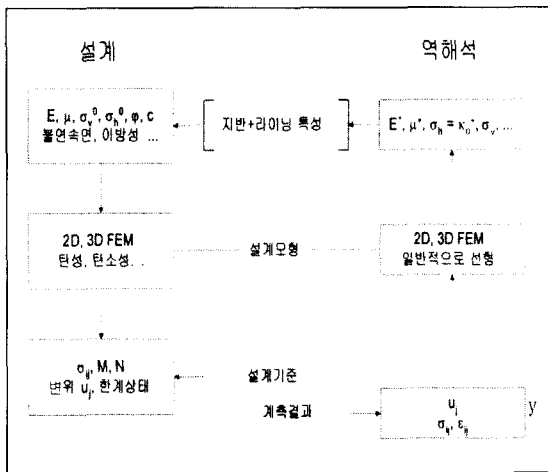 설계
역해석
E, μ, σᵥ⁰, σₕ⁰, φ, c
불연속면, 이방성 ...
지반+라이닝 특성
E*, μ*, σₕ = κ₀*, σᵥ, ...
2D, 3D FEM
탄성, 탄소성. .
설계모형
2D, 3D FEM
일반적으로 선형
σᵢⱼ, M, N
변위 uⱼ, 한계상태
설계기준
계측결과
uⱼ
σᵢⱼ, εᵢⱼ
y